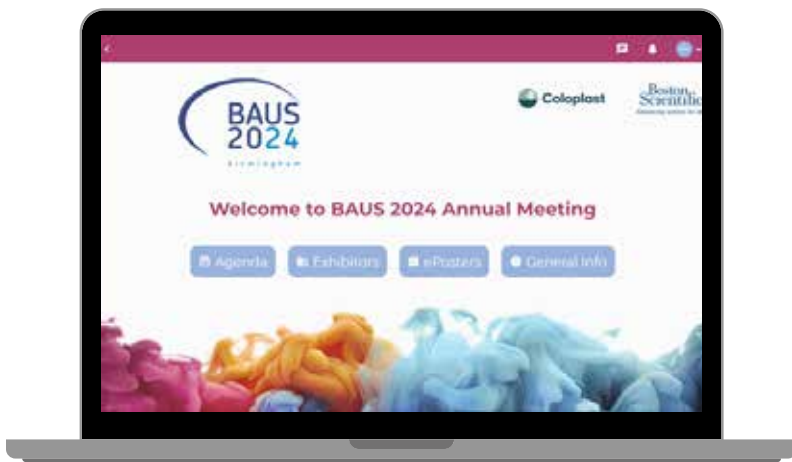 BAUS
2024
Birmingham
Coloplast
Boston
Scientific
Welcome to BAUS 2024 Annual Meeting
Agenda
Exhibitors
ePosters
General Info